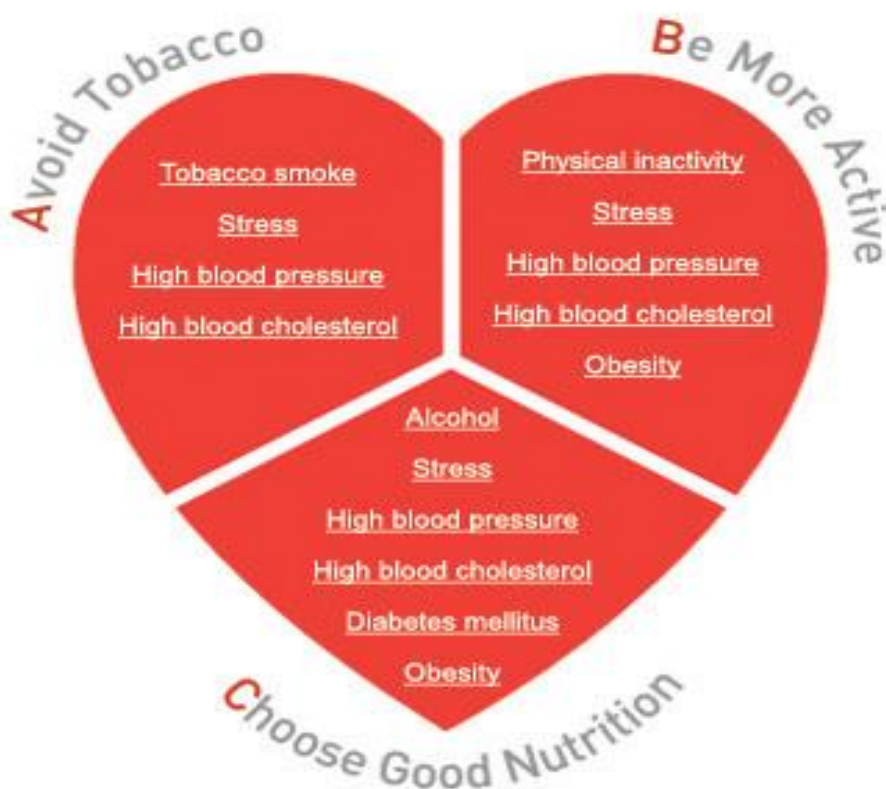 Avoid Tobacco
Tobacco smoke
Stress
High blood pressure
High blood cholesterol
Be More Active
Physical inactivity
Stress
High blood pressure
High blood cholesterol
Obesity
Alcohol
Stress
High blood pressure
High blood cholesterol
Diabetes mellitus
Obesity
Choose Good Nutrition